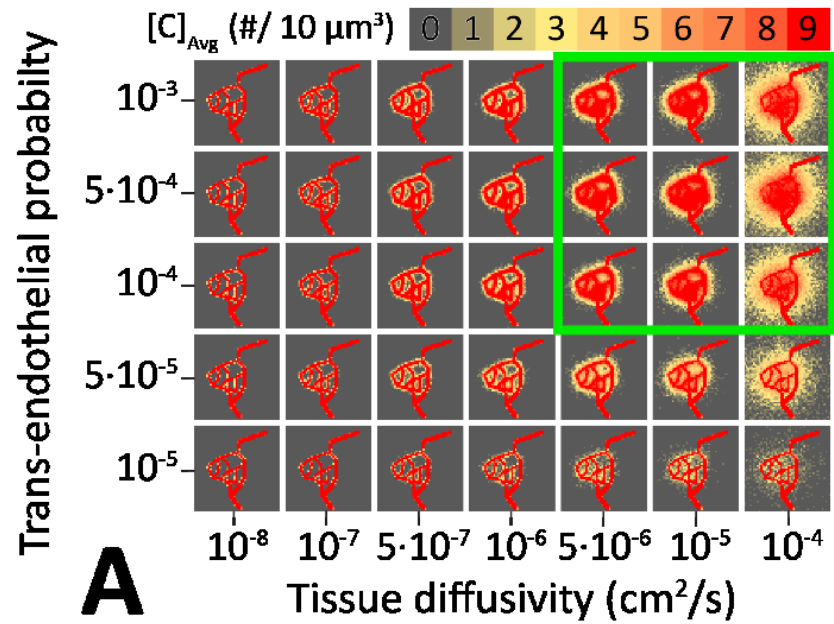 [C]Avg (#/ 10 µm³) 0 1 2 3 4 5 6 7 8 9
Trans-endothelial probabilty
10⁻³
5·10⁻⁴
10⁻⁴
5·10⁻⁵
10⁻⁵
10⁻⁸ 10⁻⁷ 5·10⁻⁷ 10⁻⁶ 5·10⁻⁶ 10⁻⁵ 10⁻⁴
A
Tissue diffusivity (cm²/s)